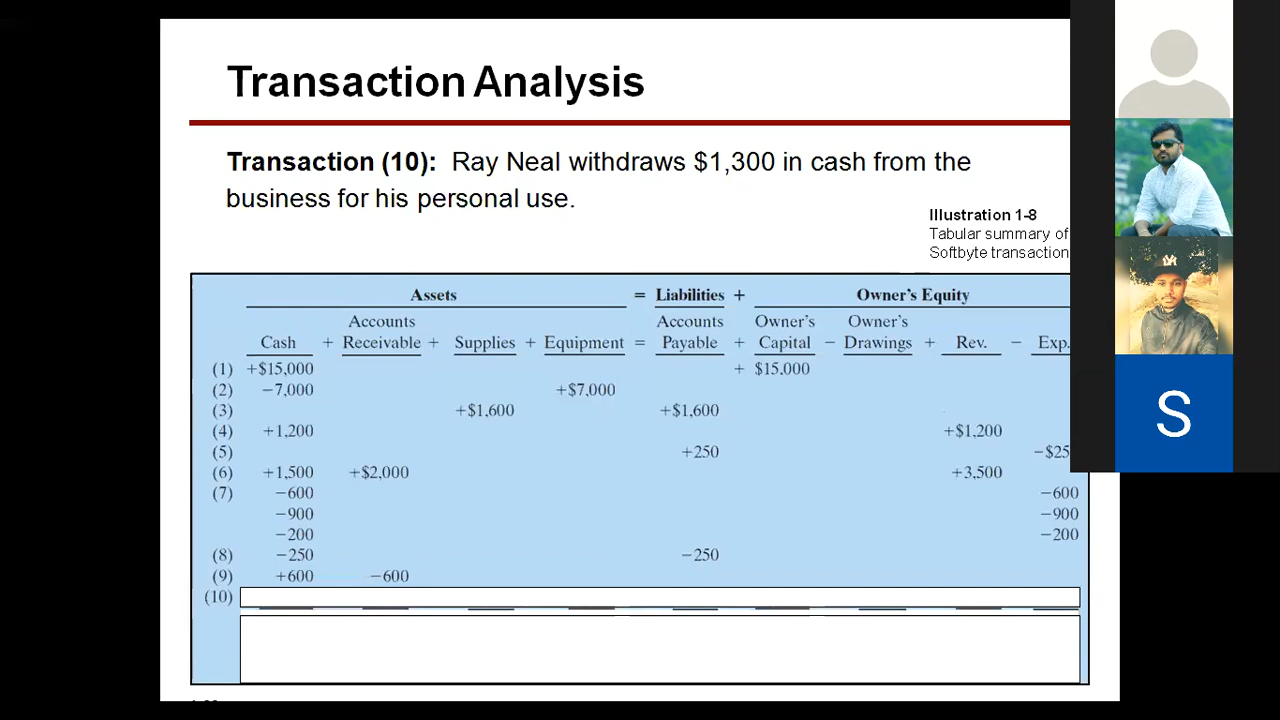 Transaction Analysis
Transaction (10): Ray Neal withdraws $1,300 in cash from the
business for his personal use.
Illustration 1-8
Tabular summary of
Softbyte transaction
Assets = Liabilities + Owner's Equity
Accounts Accounts Owner's Owner's
Cash + Receivable + Supplies + Equipment = Payable + Capital − Drawings + Rev. − Exp.
(1) +$15,000 + $15,000
(2) −7,000 +$7,000
(3) +$1,600 +$1,600
(4) +1,200 +$1,200
(5) +250 −$25
(6) +1,500 +$2,000 +3,500
(7) −600 −600
−900 −900
−200 −200
(8) −250 −250
(9) +600 −600
(10)
NY
S